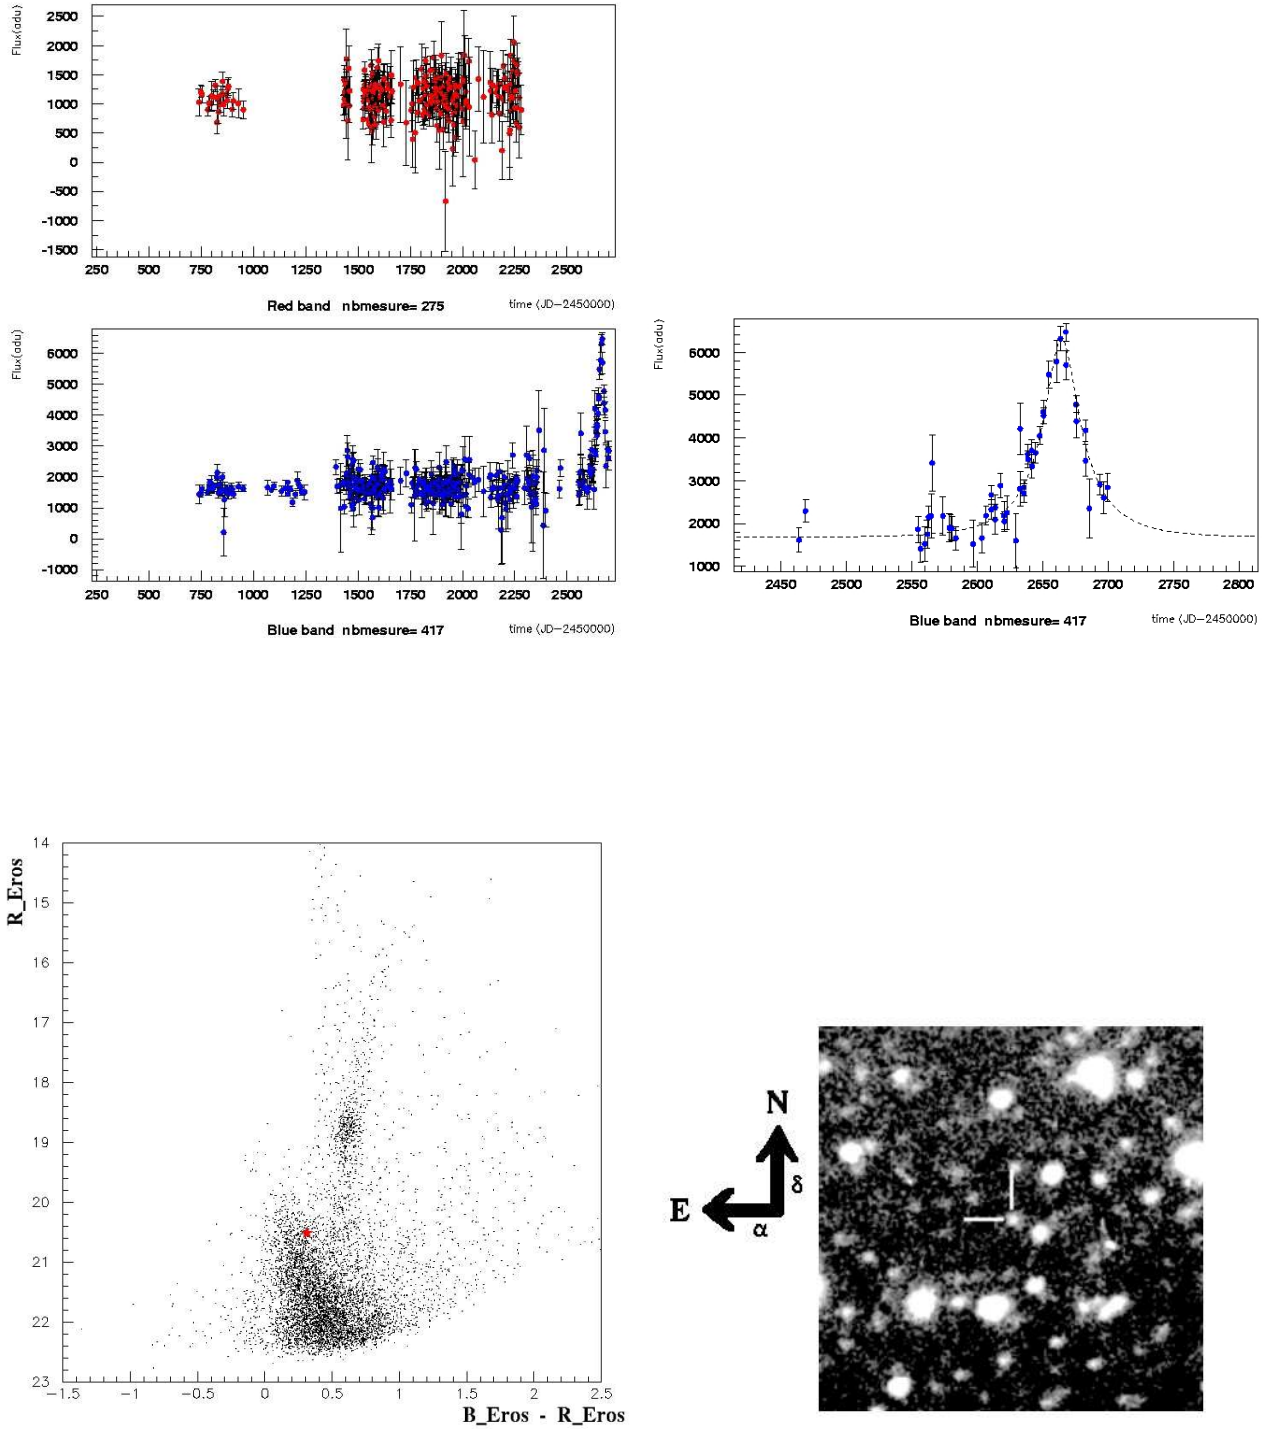 Flux(adu)
2500
2000
1500
1000
500
0
-500
-1000
-1500
250 500 750 1000 1250 1500 1750 2000 2250 2500
Red band nbmesure= 275 time (JD-2450000)
Flux(adu)
6000
5000
4000
3000
2000
1000
0
-1000
250 500 750 1000 1250 1500 1750 2000 2250 2500
Blue band nbmesure= 417 time (JD-2450000)
Flux(adu)
6000
5000
4000
3000
2000
1000
2450 2500 2550 2600 2650 2700 2750 2800
Blue band nbmesure= 417 time (JD-2450000)
R_Eros
14
15
16
17
18
19
20
21
22
23
-1.5 -1 -0.5 0 0.5 1 1.5 2 2.5
B_Eros - R_Eros
N
δ
E
α